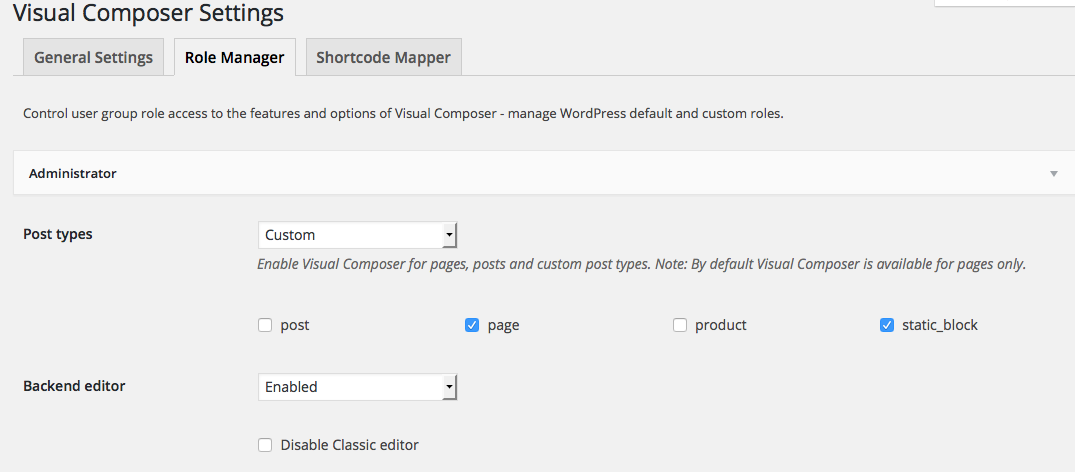 Visual Composer Settings
General Settings Role Manager Shortcode Mapper
Control user group role access to the features and options of Visual Composer - manage WordPress default and custom roles.
Administrator
Post types Custom
Enable Visual Composer for pages, posts and custom post types. Note: By default Visual Composer is available for pages only.
post page product static_block
Backend editor Enabled
Disable Classic editor